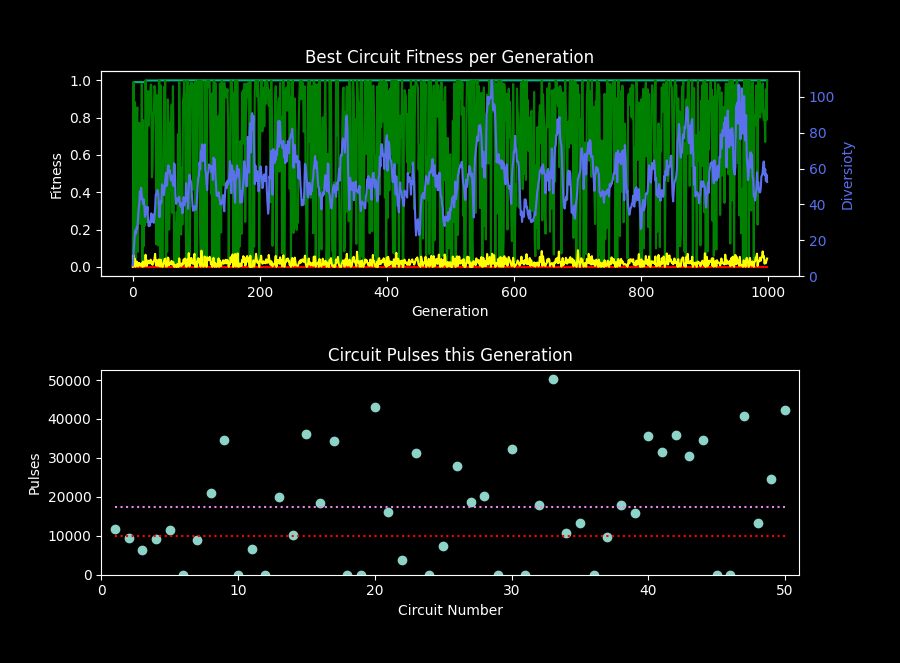 Best Circuit Fitness per Generation
1.0
0.8
0.6
0.4
0.2
0.0
Fitness
100
80
60
40
20
0
Diversioty
0 200 400 600 800 1000
Generation
Circuit Pulses this Generation
50000
40000
30000
20000
10000
0
Pulses
0 10 20 30 40 50
Circuit Number